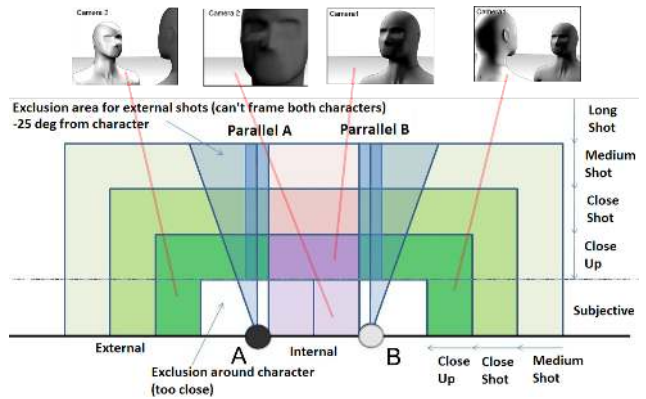 Camera 3
Camera 2
Camera1
Exclusion area for external shots (can't frame both characters)
-25 deg from character
Parallel A
Parrallel B
Long
Shot
Medium
Shot
Close
Shot
Close
Up
Subjective
External
A
Internal
B
Exclusion around character
(too close)
Close
Up
Close
Shot
Medium
Shot